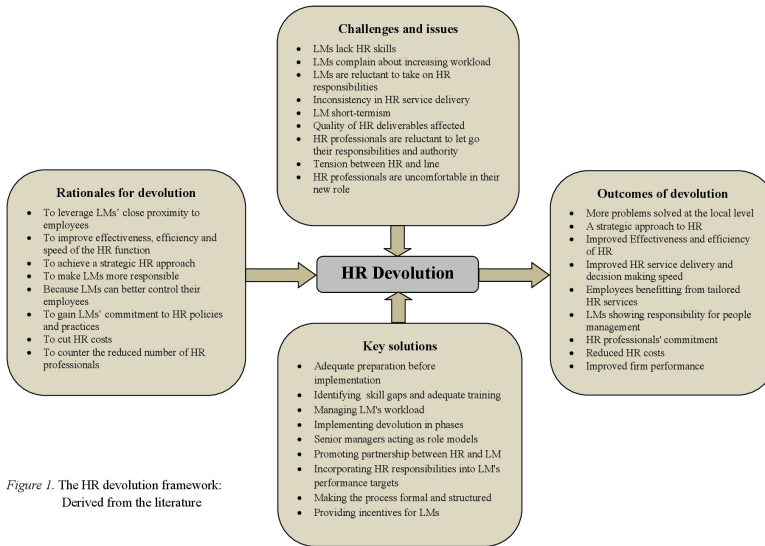 Challenges and issues
• LMs lack HR skills
• LMs complain about increasing workload
• LMs are reluctant to take on HR
responsibilities
• Inconsistency in HR service delivery
• LM short-termism
• Quality of HR deliverables affected
• HR professionals are reluctant to let go
their responsibilities and authority
• Tension between HR and line
• HR professionals are uncomfortable in their
new role
Rationales for devolution
• To leverage LMs' close proximity to
employees
• To improve effectiveness, efficiency and
speed of the HR function
• To achieve a strategic HR approach
• To make LMs more responsible
• Because LMs can better control their
employees
• To gain LMs' commitment to HR policies
and practices
• To cut HR costs
• To counter the reduced number of HR
professionals
HR Devolution
Outcomes of devolution
• More problems solved at the local level
• A strategic approach to HR
• Improved Effectiveness and efficiency of
HR
• Improved HR service delivery and
decision making speed
• Employees benefitting from tailored
HR services
• LMs showing responsibility for people
management
• HR professionals' commitment
• Reduced HR costs
• Improved firm performance
Key solutions
• Adequate preparation before
implementation
• Identifying skill gaps and adequate training
• Managing LM's workload
• Implementing devolution in phases
• Senior managers acting as role models
• Promoting partnership between HR and LM
• Incorporating HR responsibilities into LM's
performance targets
• Making the process formal and structured
• Providing incentives for LMs
Figure 1. The HR devolution framework:
Derived from the literature